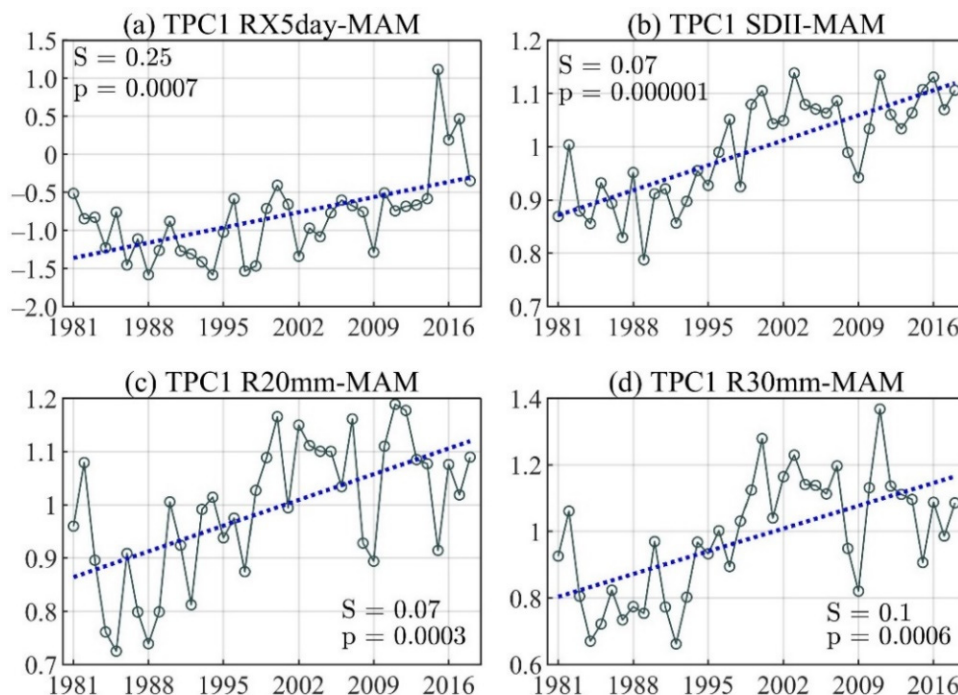 (a) TPC1 RX5day-MAM
S = 0.25
p = 0.0007
1.5
1.0
0.5
0
−0.5
−1.0
−1.5
−2.0
1981 1988 1995 2002 2009 2016
(b) TPC1 SDII-MAM
S = 0.07
p = 0.000001
1.2
1.1
1
0.9
0.8
0.7
1981 1988 1995 2002 2009 2016
(c) TPC1 R20mm-MAM
1.2
1.1
1
0.9
0.8
0.7
S = 0.07
p = 0.0003
1981 1988 1995 2002 2009 2016
(d) TPC1 R30mm-MAM
1.4
1.2
1
0.8
0.6
S = 0.1
p = 0.0006
1981 1988 1995 2002 2009 2016